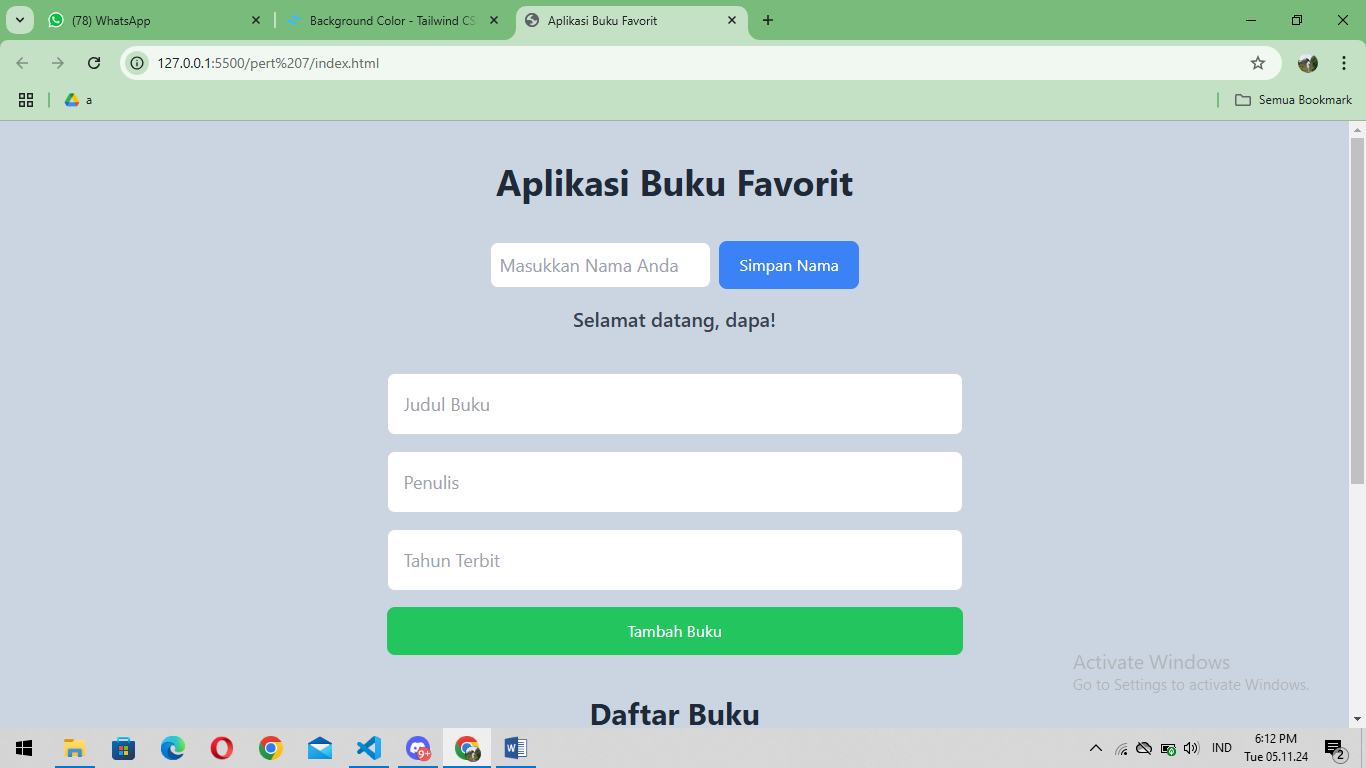 (78) WhatsApp
Background Color - Tailwind CS
Aplikasi Buku Favorit
127.0.0.1:5500/pert%207/index.html
a
Semua Bookmark
Aplikasi Buku Favorit
Masukkan Nama Anda
Simpan Nama
Selamat datang, dapa!
Judul Buku
Penulis
Tahun Terbit
Tambah Buku
Activate Windows
Go to Settings to activate Windows.
Daftar Buku
9+
IND
6:12 PM
Tue 05.11.24
2